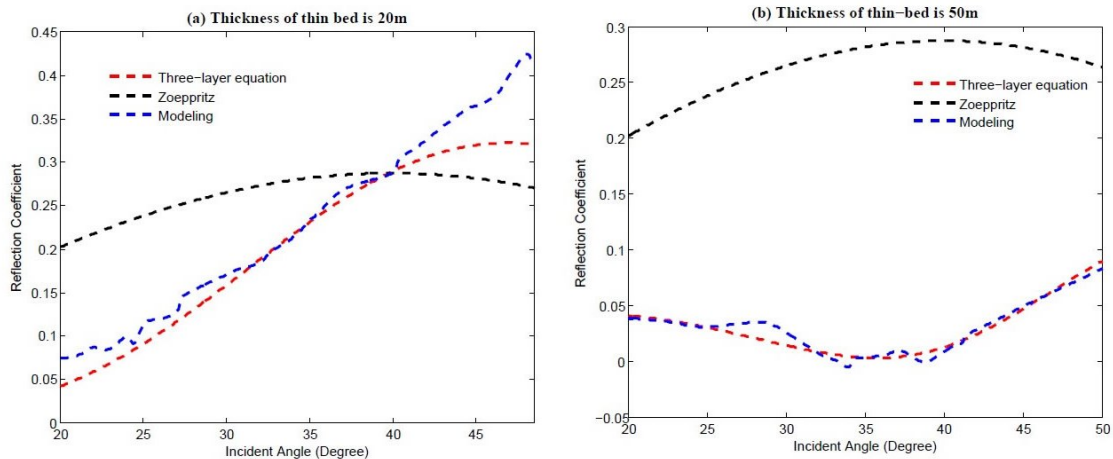 (a) Thickness of thin bed is 20m
0.45
0.4
0.35
0.3
0.25
0.2
0.15
0.1
0.05
0
Reflection Coefficient
Three−layer equation
Zoeppritz
Modeling
20 25 30 35 40 45
Incident Angle (Degree)
(b) Thickness of thin−bed is 50m
0.3
0.25
0.2
0.15
0.1
0.05
0
−0.05
Reflection Coefficient
Three−layer equation
Zoeppritz
Modeling
20 25 30 35 40 45 50
Incident Angle (Degree)